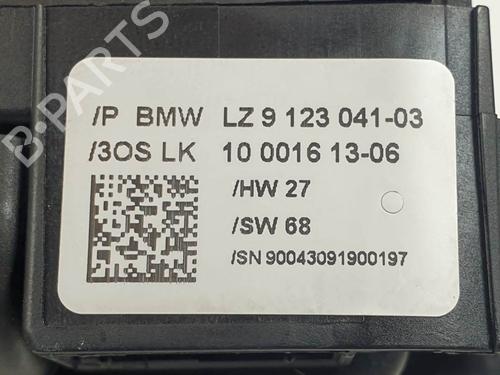 B-PARTS
/P BMW LZ 9 123 041-03
/3OS LK 10 0016 13-06
/HW 27
/SW 68
/SN 90043091900197